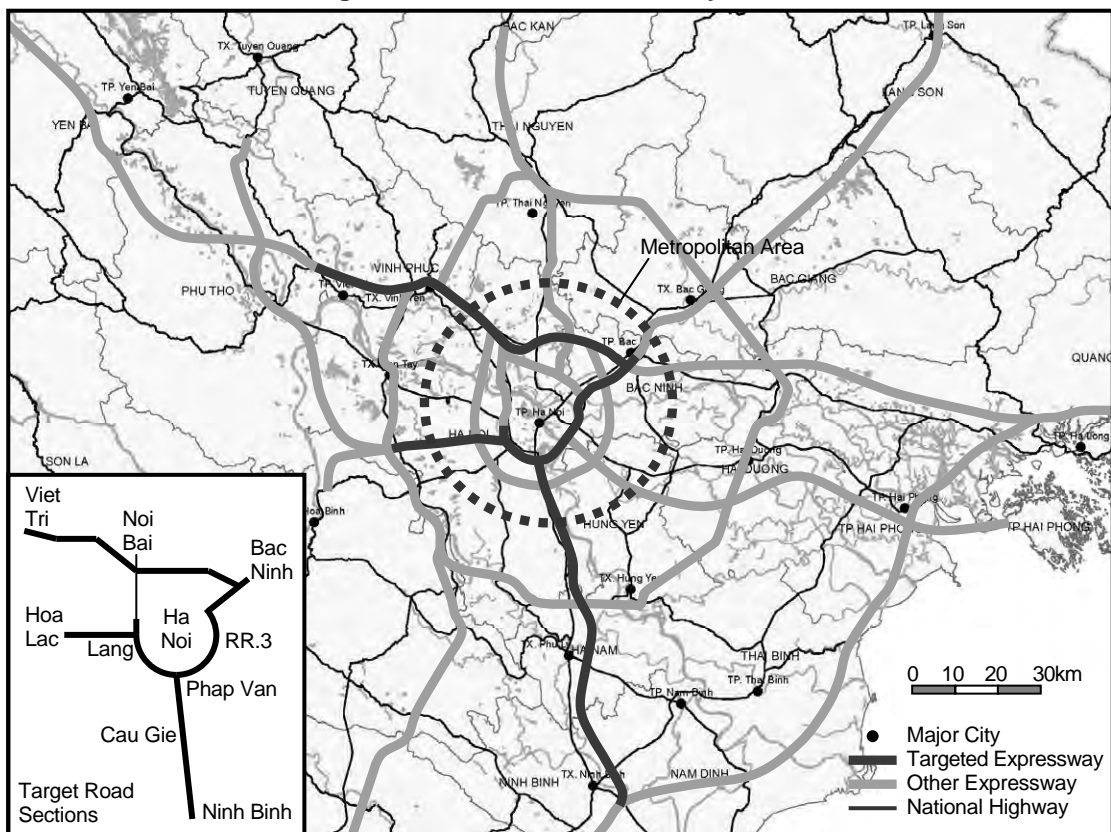 BAC KAN
TP. Lang Son
TX. Tuyen Quang
TUYEN QUANG
TP. Yen Bai
LANG SON
THAI NGUYEN
TP. Thai Nguyen
Metropolitan Area
VINH PHUC
BAC GIANG
PHU THO
TX. Vinh Yen
TX. Bac Giang
TP. Bac
QUANG
BAC NINH
TP. Ha Noi
HA NOI
TP. Hai Duong
HAI DUONG
SON LA
TP. Hai Phong
TP. HAI PHONG
TP. HAI PHONG
Hoa Binh
HUNG YEN
TX. Hung Yen
HA NAM
THAI BINH
TP. Thai Binh
TP. Nam Dinh
NINH BINH
TX. Ninh Binh
NAM DINH
Viet
Tri
Noi
Bai
Bac
Ninh
Hoa
Lac
Ha
Noi
Lang
RR.3
Phap Van
Cau Gie
Target Road
Sections
Ninh Binh
0 10 20 30km
Major City
Targeted Expressway
Other Expressway
National Highway